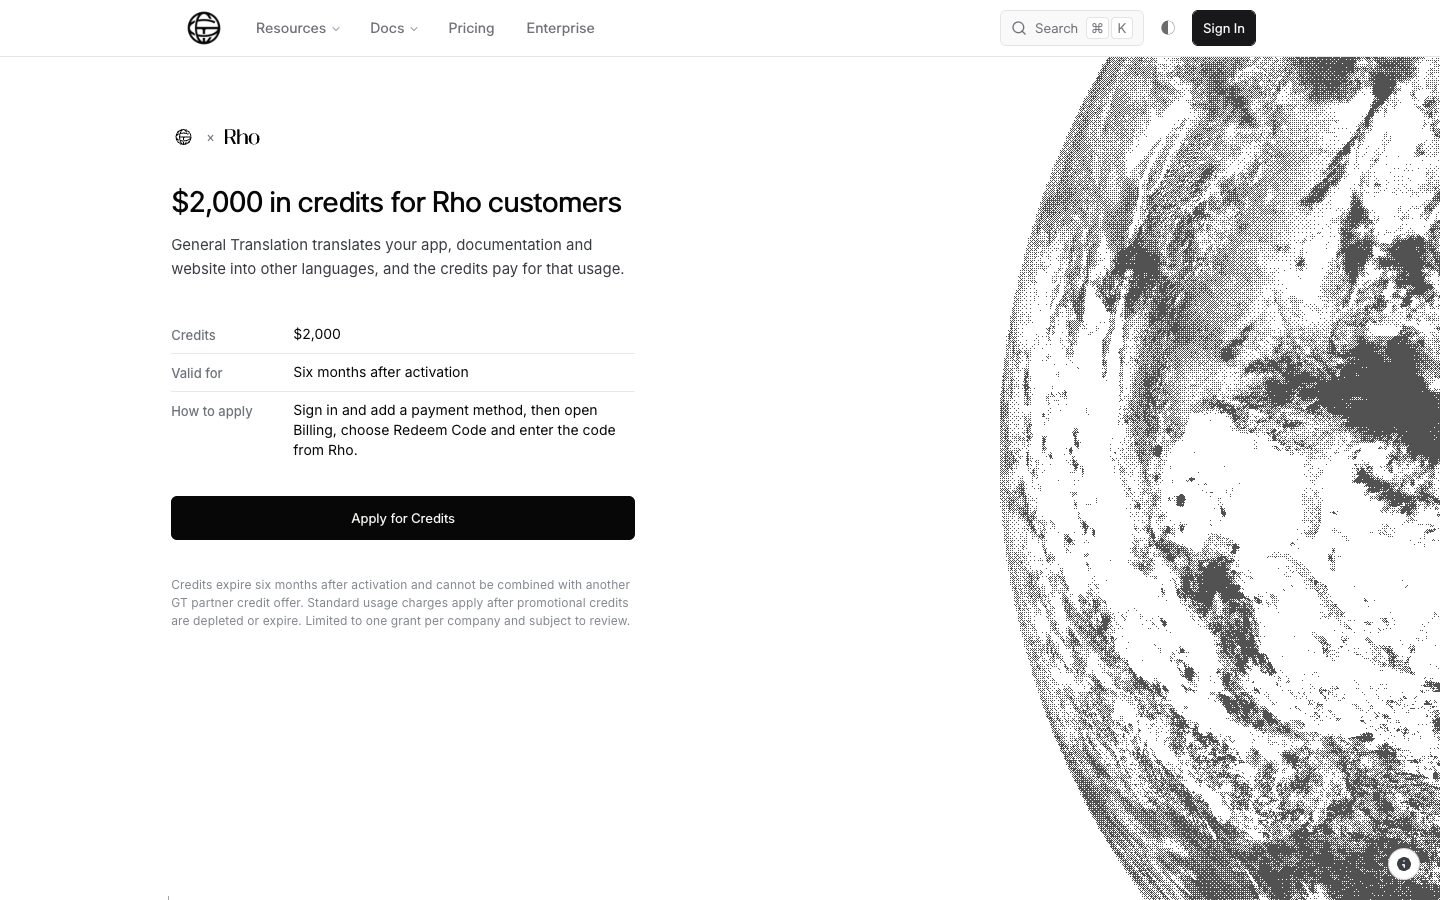 Resources
Docs
Pricing
Enterprise
Search ⌘ K
Sign In
× Rho
$2,000 in credits for Rho customers
General Translation translates your app, documentation and
website into other languages, and the credits pay for that usage.
Credits
$2,000
Valid for
Six months after activation
How to apply
Sign in and add a payment method, then open
Billing, choose Redeem Code and enter the code
from Rho.
Apply for Credits
Credits expire six months after activation and cannot be combined with another
GT partner credit offer. Standard usage charges apply after promotional credits
are depleted or expire. Limited to one grant per company and subject to review.